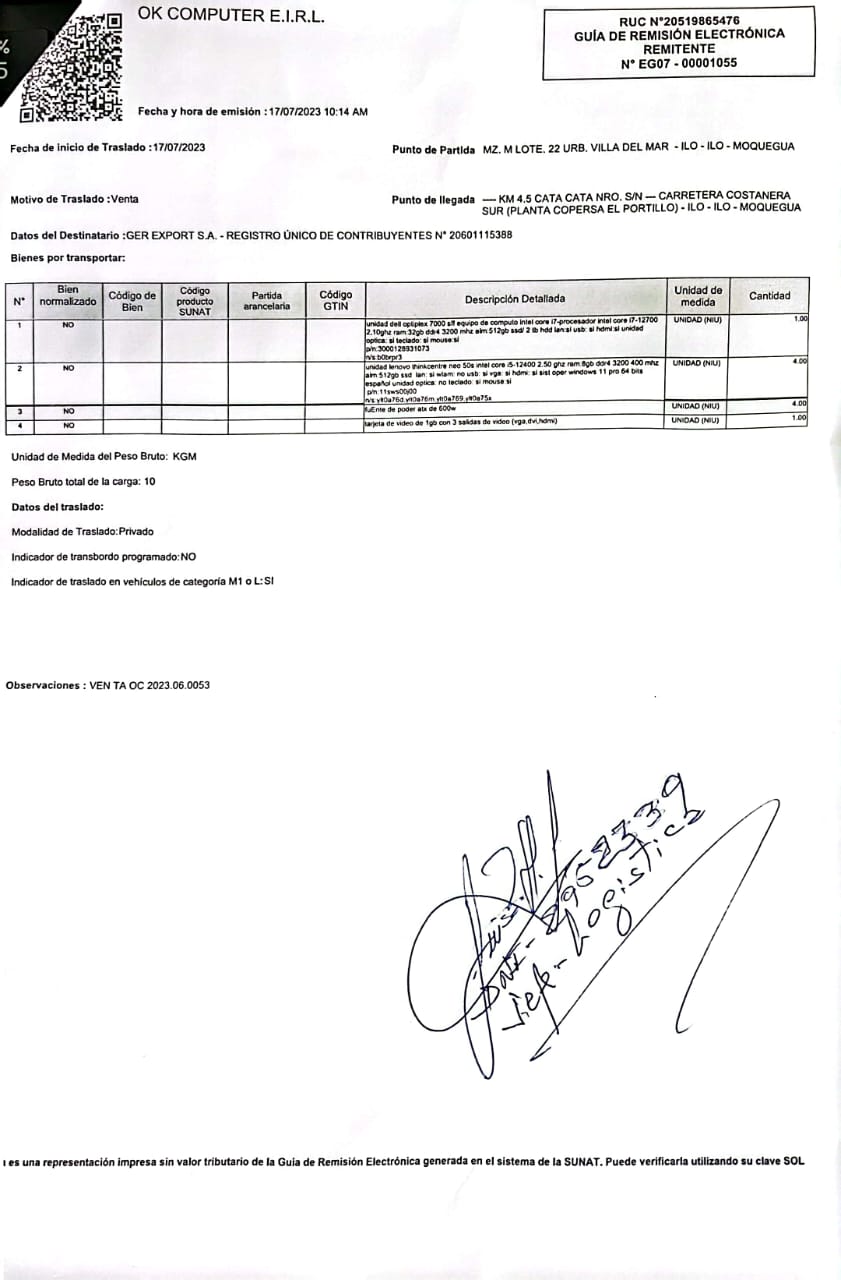 %
5
OK COMPUTER E.I.R.L.
RUC N°20519865476
GUÍA DE REMISIÓN ELECTRÓNICA
REMITENTE
N° EG07 - 00001055
Fecha y hora de emisión : 17/07/2023 10:14 AM
Fecha de inicio de Traslado :17/07/2023
Punto de Partida MZ. M LOTE. 22 URB. VILLA DEL MAR - ILO - ILO - MOQUEGUA
Motivo de Traslado :Venta
Punto de llegada — KM 4.5 CATA CATA NRO. S/N — CARRETERA COSTANERA
SUR (PLANTA COPERSA EL PORTILLO) - ILO - ILO - MOQUEGUA
Datos del Destinatario :GER EXPORT S.A. - REGISTRO ÚNICO DE CONTRIBUYENTES N° 20601115388
Bienes por transportar:
N° Bien normalizado Código de Bien Código producto SUNAT Partida arancelaria Código GTIN Descripción Detallada Unidad de medida Cantidad
1 NO unidad dell optiplex 7000 sff equipo de computo intel core i7-procesador intel core i7-12700 UNIDAD (NIU) 1.00
2.10ghz ram:32gb ddr4 3200 mhz alm:512gb ssd/ 2 tb hdd lan:si usb: si hdmi:si unidad
optica: si teclado: si mouse:si
p/n:3000128931073
n/s:b0brpr3
2 NO unidad lenovo thinkcentre neo 50s intel core i5-12400 2.50 ghz ram 8gb ddr4 3200 400 mhz UNIDAD (NIU) 4.00
alm 512gb ssd lan: si wlam: no usb: si vga: si hdmi: si sist oper windows 11 pro 64 bits
español unidad optica: no teclado: si mouse si
p/n: 11sws00j00
n/s
3 NO fuEnte de poder atx de 600w UNIDAD (NIU) 4.00
4 NO tarjeta de video de 1gb con 3 salidas de video (vga,dvi,hdmi) UNIDAD (NIU) 1.00
Unidad de Medida del Peso Bruto: KGM
Peso Bruto total de la carga: 10
Datos del traslado:
Modalidad de Traslado:Privado
Indicador de transbordo programado:NO
Indicador de traslado en vehículos de categoría M1 o L:SI
Observaciones : VEN TA OC 2023.06.0053
Jefe - Logistica
es una representación impresa sin valor tributario de la Guia de Remisión Electrónica generada en el sistema de la SUNAT. Puede verificarla utilizando su clave SOL